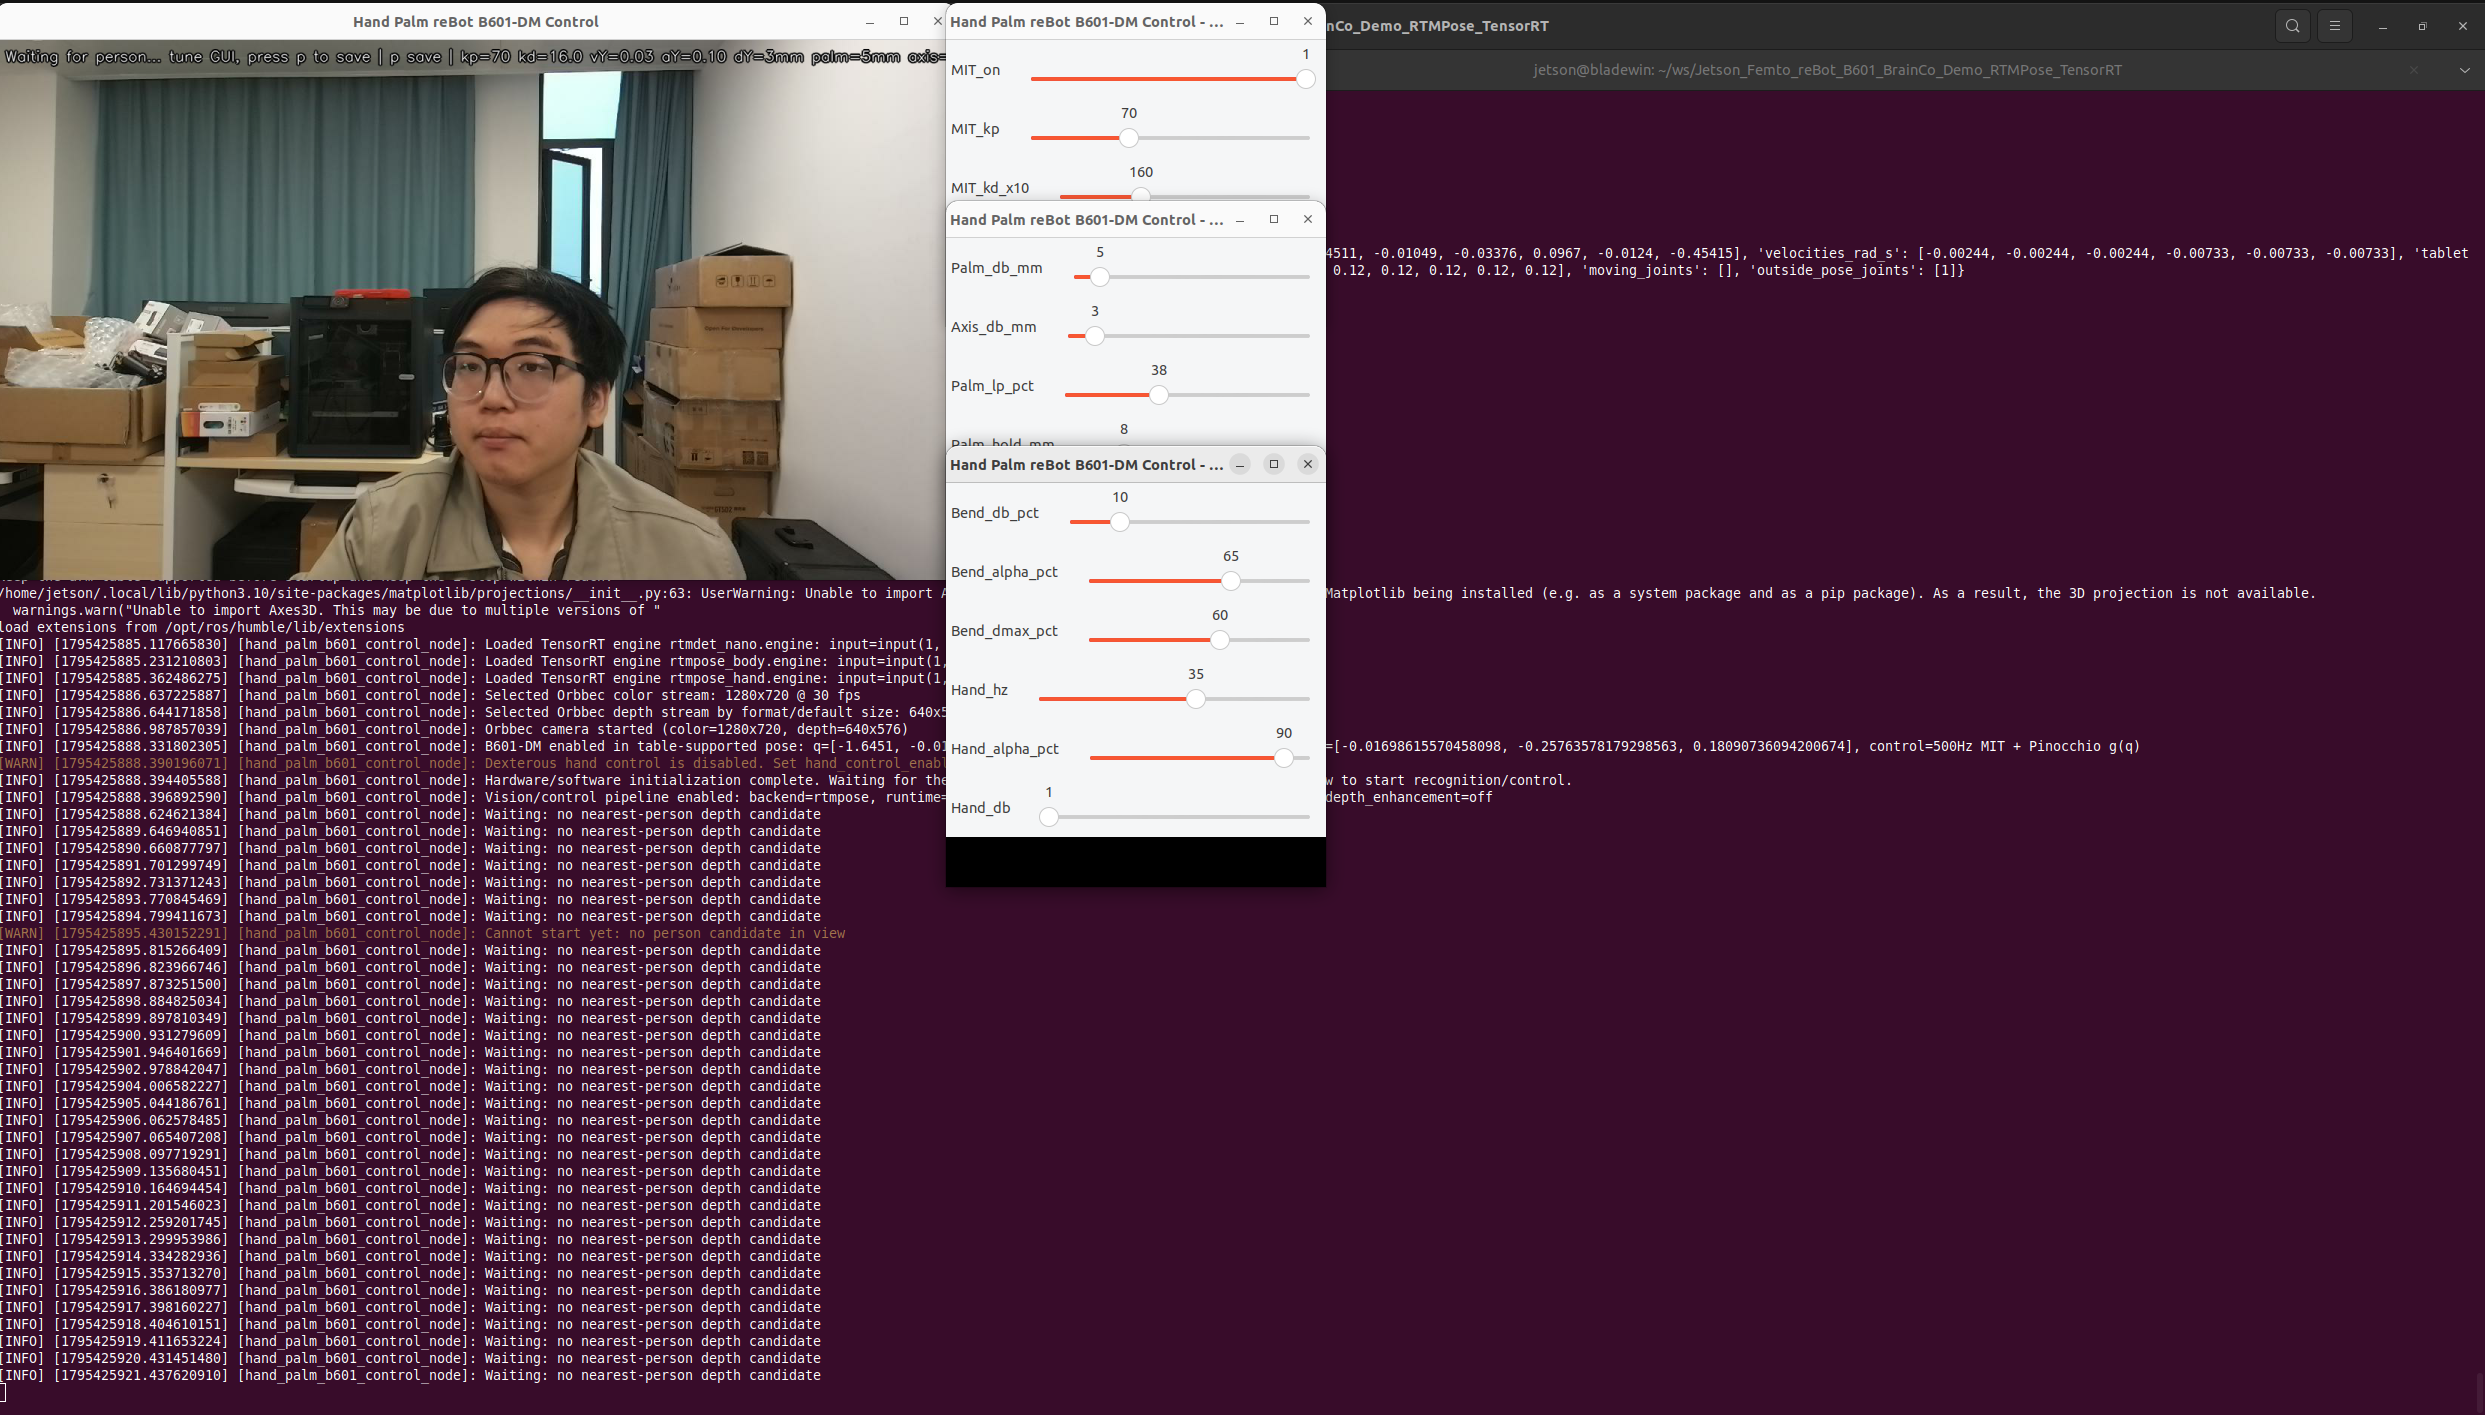 Hand Palm reBot B601-DM Control
Waiting for person... tune GUI, press p to save | p save | kp=70 kd=16.0 vY=0.03 aY=0.10 dY=3mm palm=5mm axis=
Hand Palm reBot B601-DM Control - ...
MIT_on 1
MIT_kp 70
MIT_kd_x10 160
Hand Palm reBot B601-DM Control - ...
Palm_db_mm 5
Axis_db_mm 3
Palm_lp_pct 38
Palm_hold_mm 8
Hand Palm reBot B601-DM Control - ...
Bend_db_pct 10
Bend_alpha_pct 65
Bend_dmax_pct 60
Hand_hz 35
Hand_alpha_pct 90
Hand_db 1
nCo_Demo_RTMPose_TensorRT
jetson@bladewin: ~/ws/Jetson_Femto_reBot_B601_BrainCo_Demo_RTMPose_TensorRT
4511, -0.01049, -0.03376, 0.0967, -0.0124, -0.45415], 'velocities_rad_s': [-0.00244, -0.00244, -0.00244, -0.00733, -0.00733, -0.00733], 'tablet
0.12, 0.12, 0.12, 0.12, 0.12], 'moving_joints': [], 'outside_pose_joints': [1]}
/home/jetson/.local/lib/python3.10/site-packages/matplotlib/projections/__init__.py:63: UserWarning: Unable to import A Matplotlib being installed (e.g. as a system package and as a pip package). As a result, the 3D projection is not available.
warnings.warn("Unable to import Axes3D. This may be due to multiple versions of "
load extensions from /opt/ros/humble/lib/extensions
[INFO] [1795425885.117665830] [hand_palm_b601_control_node]: Loaded TensorRT engine rtmdet_nano.engine: input=input(1,
[INFO] [1795425885.231210803] [hand_palm_b601_control_node]: Loaded TensorRT engine rtmpose_body.engine: input=input(1,
[INFO] [1795425885.362486275] [hand_palm_b601_control_node]: Loaded TensorRT engine rtmpose_hand.engine: input=input(1,
[INFO] [1795425886.637225887] [hand_palm_b601_control_node]: Selected Orbbec color stream: 1280x720 @ 30 fps
[INFO] [1795425886.644171858] [hand_palm_b601_control_node]: Selected Orbbec depth stream by format/default size: 640x5
[INFO] [1795425886.987857039] [hand_palm_b601_control_node]: Orbbec camera started (color=1280x720, depth=640x576)
[INFO] [1795425888.331802305] [hand_palm_b601_control_node]: B601-DM enabled in table-supported pose: q=[-1.6451, -0.01 =[-0.01698615570458098, -0.25763578179298563, 0.18090736094200674], control=500Hz MIT + Pinocchio g(q)
[WARN] [1795425888.390196071] [hand_palm_b601_control_node]: Dexterous hand control is disabled. Set hand_control_enabl
[INFO] [1795425888.394405588] [hand_palm_b601_control_node]: Hardware/software initialization complete. Waiting for the w to start recognition/control.
[INFO] [1795425888.396892590] [hand_palm_b601_control_node]: Vision/control pipeline enabled: backend=rtmpose, runtime= depth_enhancement=off
[INFO] [1795425888.624621384] [hand_palm_b601_control_node]: Waiting: no nearest-person depth candidate
[INFO] [1795425889.646940851] [hand_palm_b601_control_node]: Waiting: no nearest-person depth candidate
[INFO] [1795425890.660877797] [hand_palm_b601_control_node]: Waiting: no nearest-person depth candidate
[INFO] [1795425891.701299749] [hand_palm_b601_control_node]: Waiting: no nearest-person depth candidate
[INFO] [1795425892.731371243] [hand_palm_b601_control_node]: Waiting: no nearest-person depth candidate
[INFO] [1795425893.770845469] [hand_palm_b601_control_node]: Waiting: no nearest-person depth candidate
[INFO] [1795425894.799411673] [hand_palm_b601_control_node]: Waiting: no nearest-person depth candidate
[WARN] [1795425895.430152291] [hand_palm_b601_control_node]: Cannot start yet: no person candidate in view
[INFO] [1795425895.815266409] [hand_palm_b601_control_node]: Waiting: no nearest-person depth candidate
[INFO] [1795425896.823966746] [hand_palm_b601_control_node]: Waiting: no nearest-person depth candidate
[INFO] [1795425897.873251500] [hand_palm_b601_control_node]: Waiting: no nearest-person depth candidate
[INFO] [1795425898.884825034] [hand_palm_b601_control_node]: Waiting: no nearest-person depth candidate
[INFO] [1795425899.897810349] [hand_palm_b601_control_node]: Waiting: no nearest-person depth candidate
[INFO] [1795425900.931279609] [hand_palm_b601_control_node]: Waiting: no nearest-person depth candidate
[INFO] [1795425901.946401669] [hand_palm_b601_control_node]: Waiting: no nearest-person depth candidate
[INFO] [1795425902.978842047] [hand_palm_b601_control_node]: Waiting: no nearest-person depth candidate
[INFO] [1795425904.006582227] [hand_palm_b601_control_node]: Waiting: no nearest-person depth candidate
[INFO] [1795425905.044186761] [hand_palm_b601_control_node]: Waiting: no nearest-person depth candidate
[INFO] [1795425906.062578485] [hand_palm_b601_control_node]: Waiting: no nearest-person depth candidate
[INFO] [1795425907.065407208] [hand_palm_b601_control_node]: Waiting: no nearest-person depth candidate
[INFO] [1795425908.097719291] [hand_palm_b601_control_node]: Waiting: no nearest-person depth candidate
[INFO] [1795425909.135680451] [hand_palm_b601_control_node]: Waiting: no nearest-person depth candidate
[INFO] [1795425910.164694454] [hand_palm_b601_control_node]: Waiting: no nearest-person depth candidate
[INFO] [1795425911.201546023] [hand_palm_b601_control_node]: Waiting: no nearest-person depth candidate
[INFO] [1795425912.259201745] [hand_palm_b601_control_node]: Waiting: no nearest-person depth candidate
[INFO] [1795425913.299953986] [hand_palm_b601_control_node]: Waiting: no nearest-person depth candidate
[INFO] [1795425914.334282936] [hand_palm_b601_control_node]: Waiting: no nearest-person depth candidate
[INFO] [1795425915.353713270] [hand_palm_b601_control_node]: Waiting: no nearest-person depth candidate
[INFO] [1795425916.386180977] [hand_palm_b601_control_node]: Waiting: no nearest-person depth candidate
[INFO] [1795425917.398160227] [hand_palm_b601_control_node]: Waiting: no nearest-person depth candidate
[INFO] [1795425918.404610151] [hand_palm_b601_control_node]: Waiting: no nearest-person depth candidate
[INFO] [1795425919.411653224] [hand_palm_b601_control_node]: Waiting: no nearest-person depth candidate
[INFO] [1795425920.431451480] [hand_palm_b601_control_node]: Waiting: no nearest-person depth candidate
[INFO] [1795425921.437620910] [hand_palm_b601_control_node]: Waiting: no nearest-person depth candidate